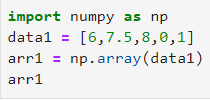 import numpy as np
data1 = [6,7.5,8,0,1]
arr1 = np.array(data1)
arr1